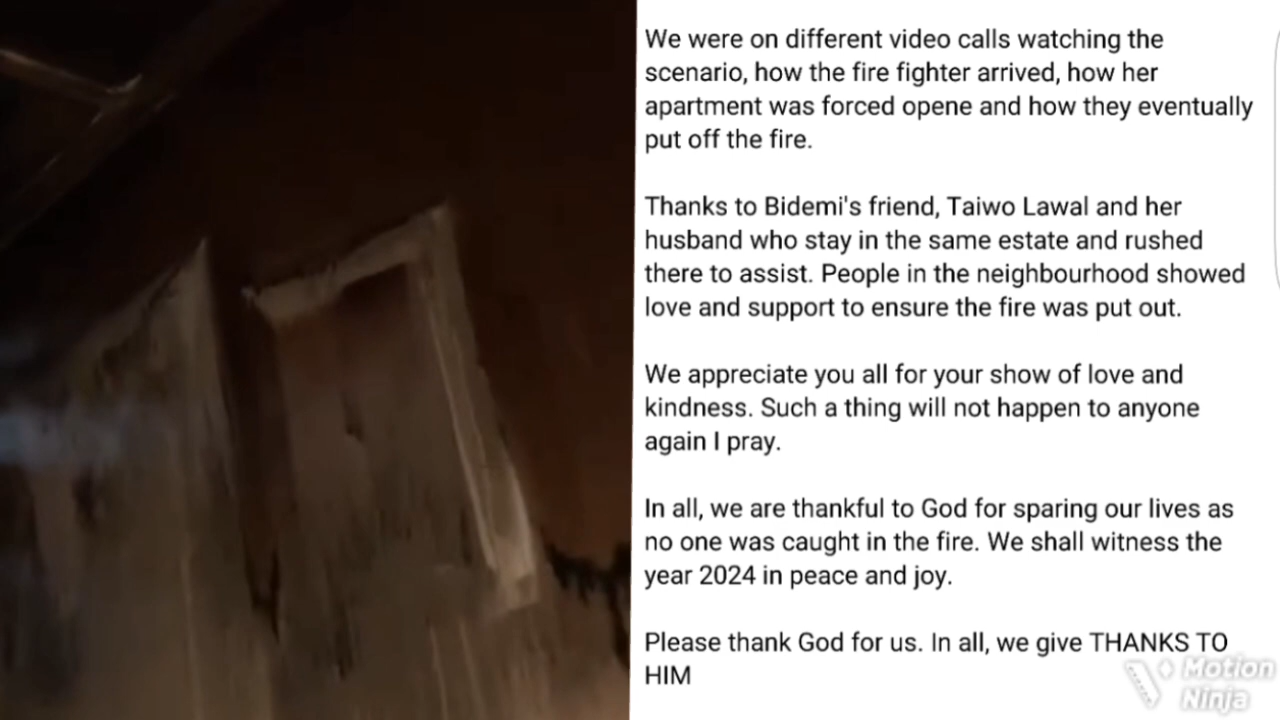 We were on different video calls watching the
scenario, how the fire fighter arrived, how her
apartment was forced opene and how they eventually
put off the fire.
Thanks to Bidemi's friend, Taiwo Lawal and her
husband who stay in the same estate and rushed
there to assist. People in the neighbourhood showed
love and support to ensure the fire was put out.
We appreciate you all for your show of love and
kindness. Such a thing will not happen to anyone
again I pray.
In all, we are thankful to God for sparing our lives as
no one was caught in the fire. We shall witness the
year 2024 in peace and joy.
Please thank God for us. In all, we give THANKS TO
HIM
Motion
Ninja